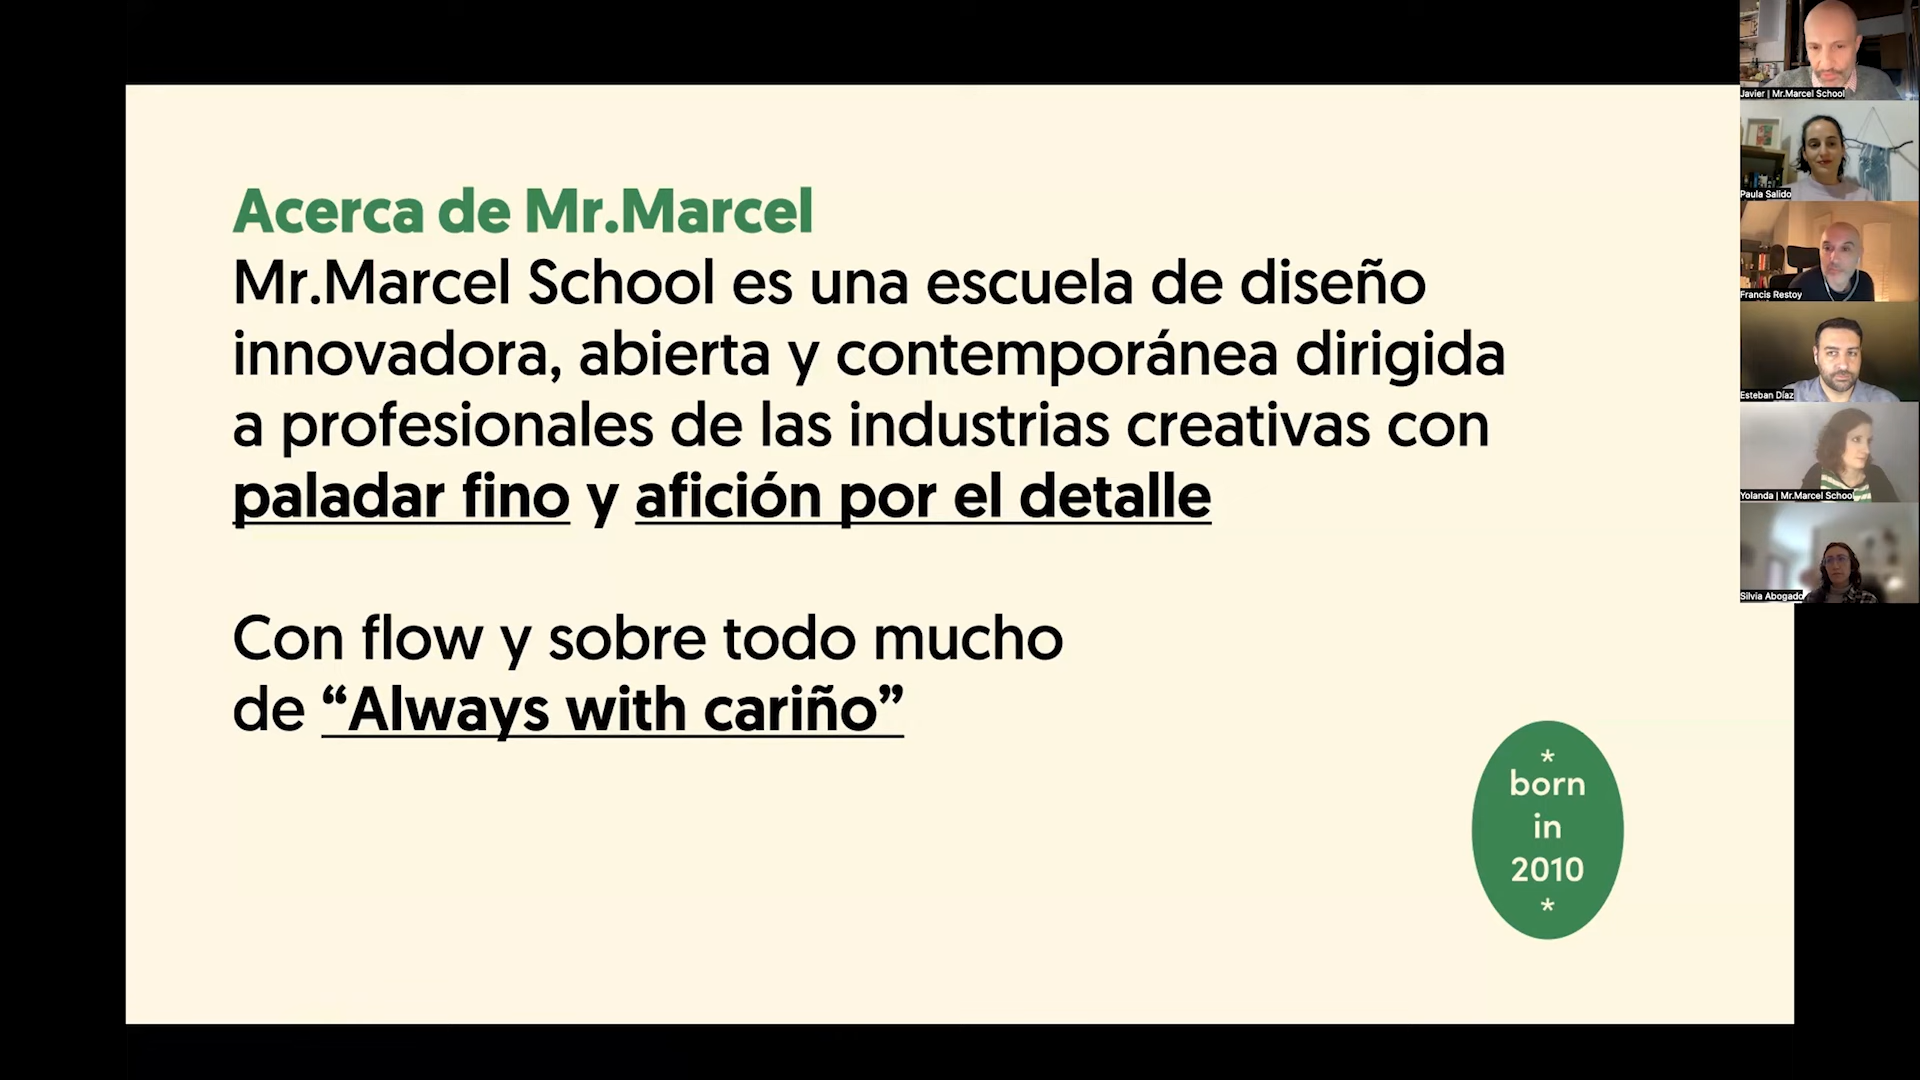 Acerca de Mr.Marcel
Mr.Marcel School es una escuela de diseño
innovadora, abierta y contemporánea dirigida
a profesionales de las industrias creativas con
paladar fino y afición por el detalle
Con flow y sobre todo mucho
de “Always with cariño”
*
born
in
2010
*
Javier | Mr.Marcel School
Paula Salido
Francis Restoy
Esteban Díaz
Yolanda | Mr.Marcel School
Silvia Abogado